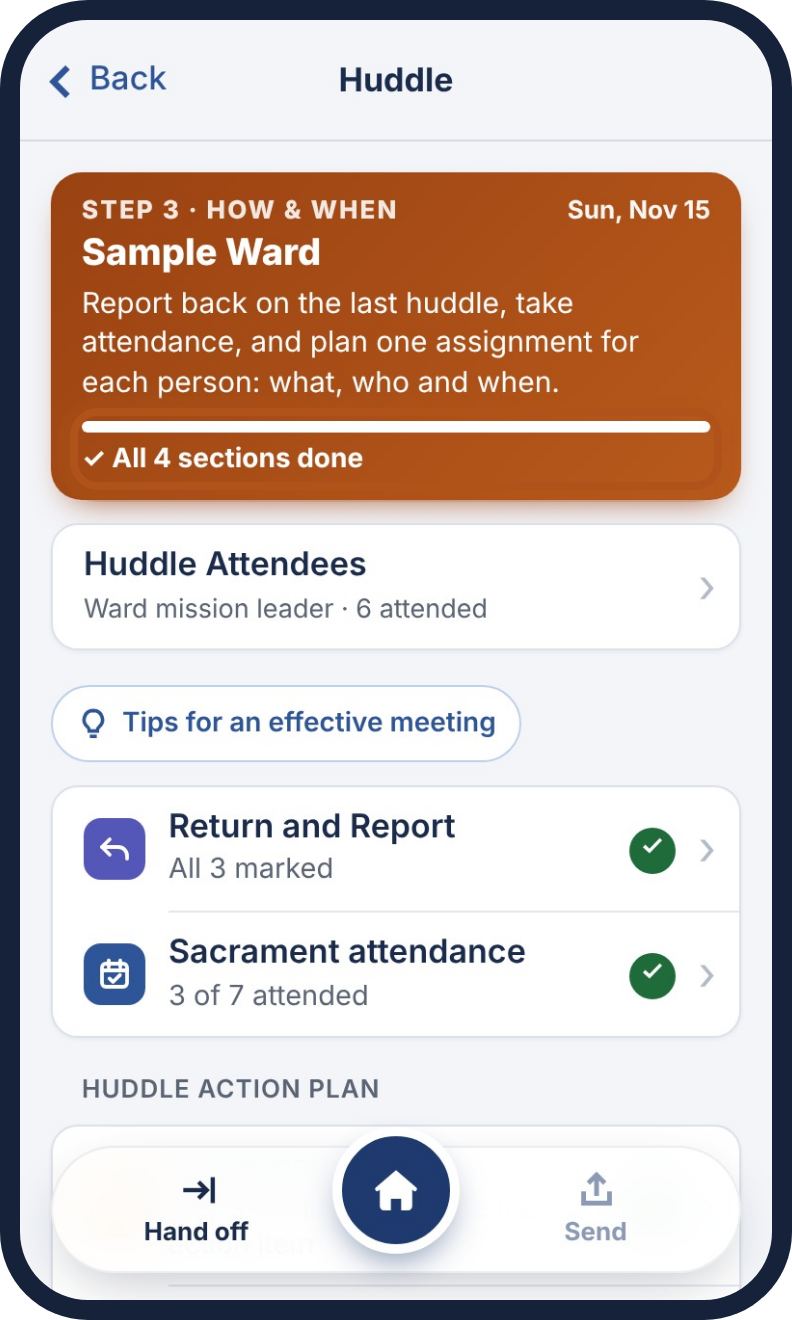 Back
Huddle
STEP 3 · HOW & WHEN
Sun, Nov 15
Sample Ward
Report back on the last huddle, take
attendance, and plan one assignment for
each person: what, who and when.
All 4 sections done
Huddle Attendees
Ward mission leader · 6 attended
Tips for an effective meeting
Return and Report
All 3 marked
Sacrament attendance
3 of 7 attended
HUDDLE ACTION PLAN
Hand off
Send